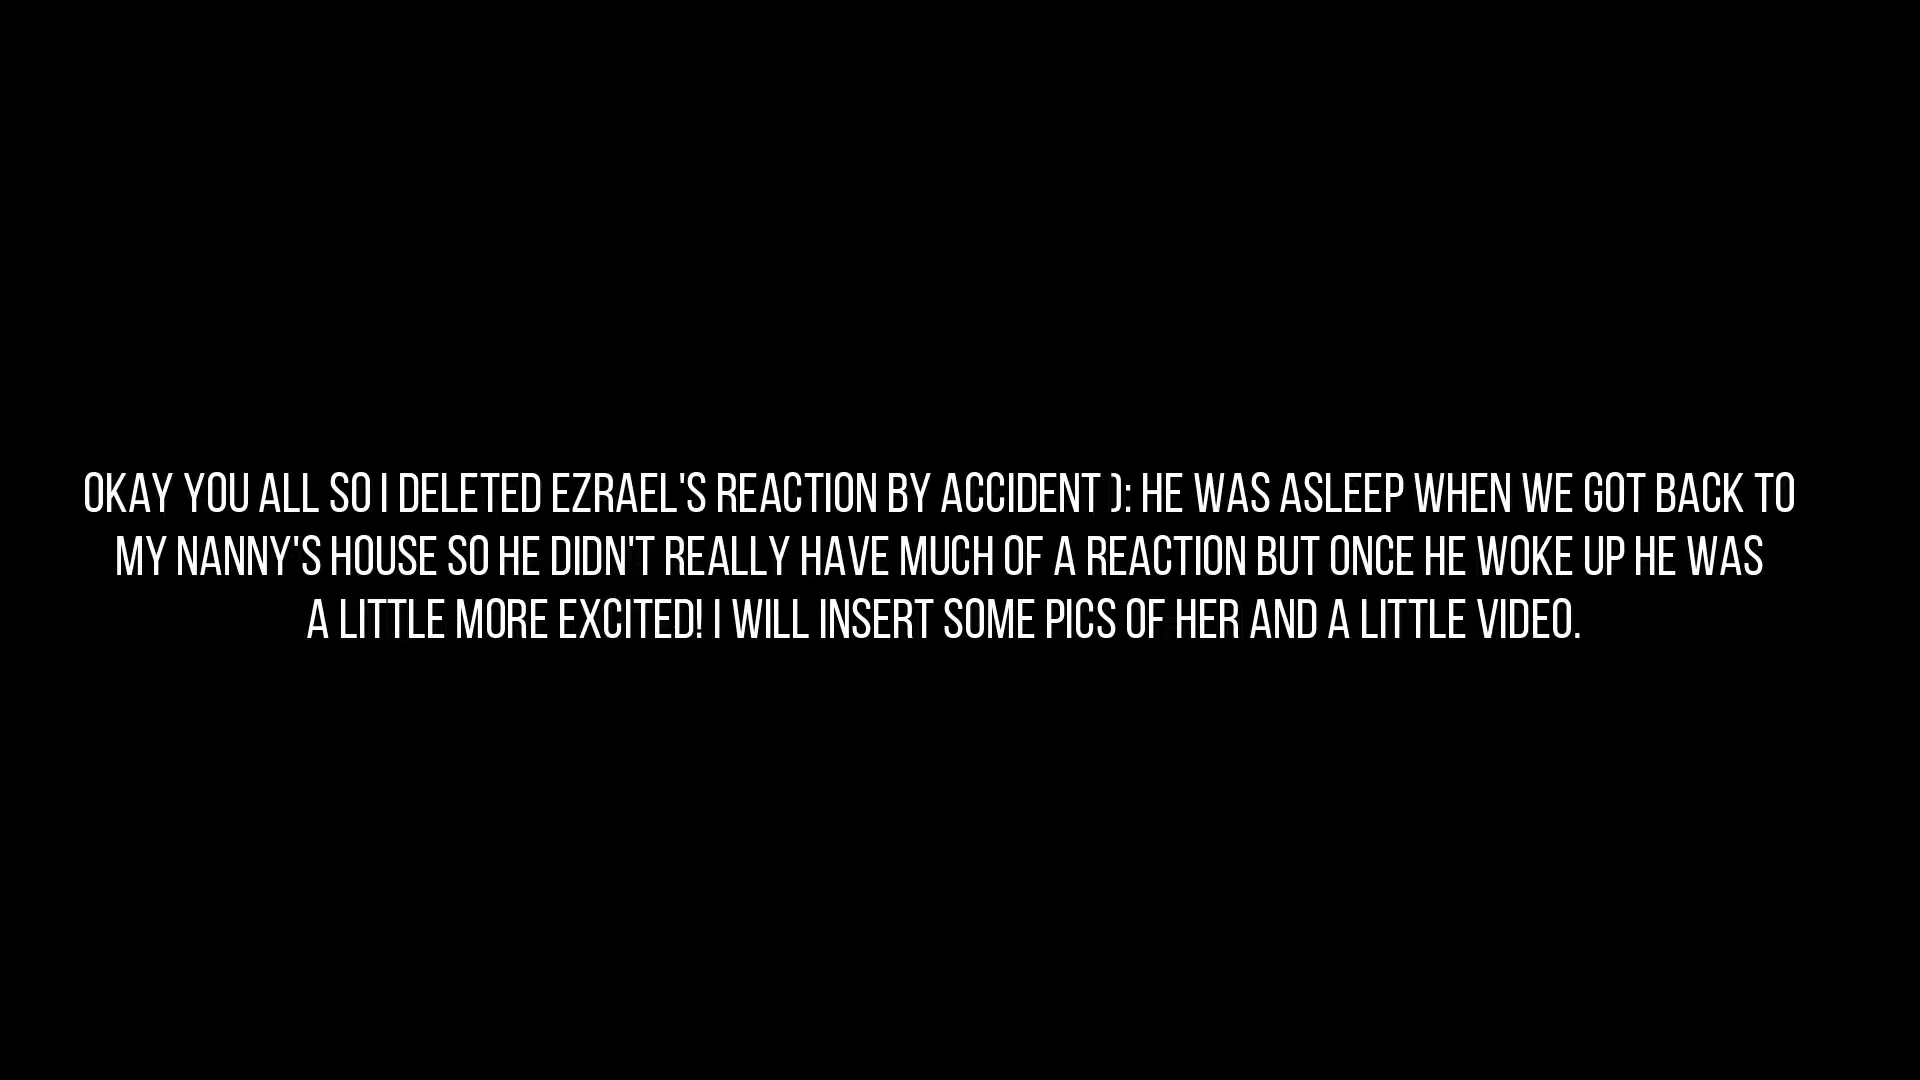 OKAY YOU ALL SO I DELETED EZRAEL'S REACTION BY ACCIDENT ): HE WAS ASLEEP WHEN WE GOT BACK TO
MY NANNY'S HOUSE SO HE DIDN'T REALLY HAVE MUCH OF A REACTION BUT ONCE HE WOKE UP HE WAS
A LITTLE MORE EXCITED! I WILL INSERT SOME PICS OF HER AND A LITTLE VIDEO.